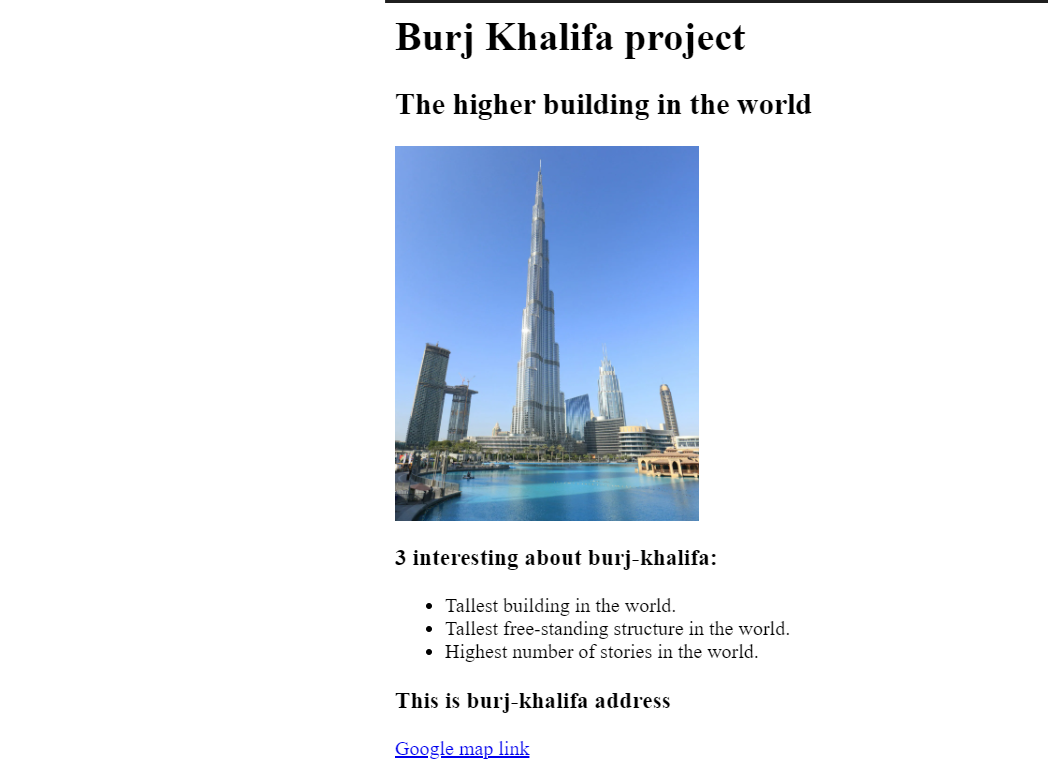 Burj Khalifa project
The higher building in the world
3 interesting about burj-khalifa:
Tallest building in the world.
Tallest free-standing structure in the world.
Highest number of stories in the world.
This is burj-khalifa address
Google map link